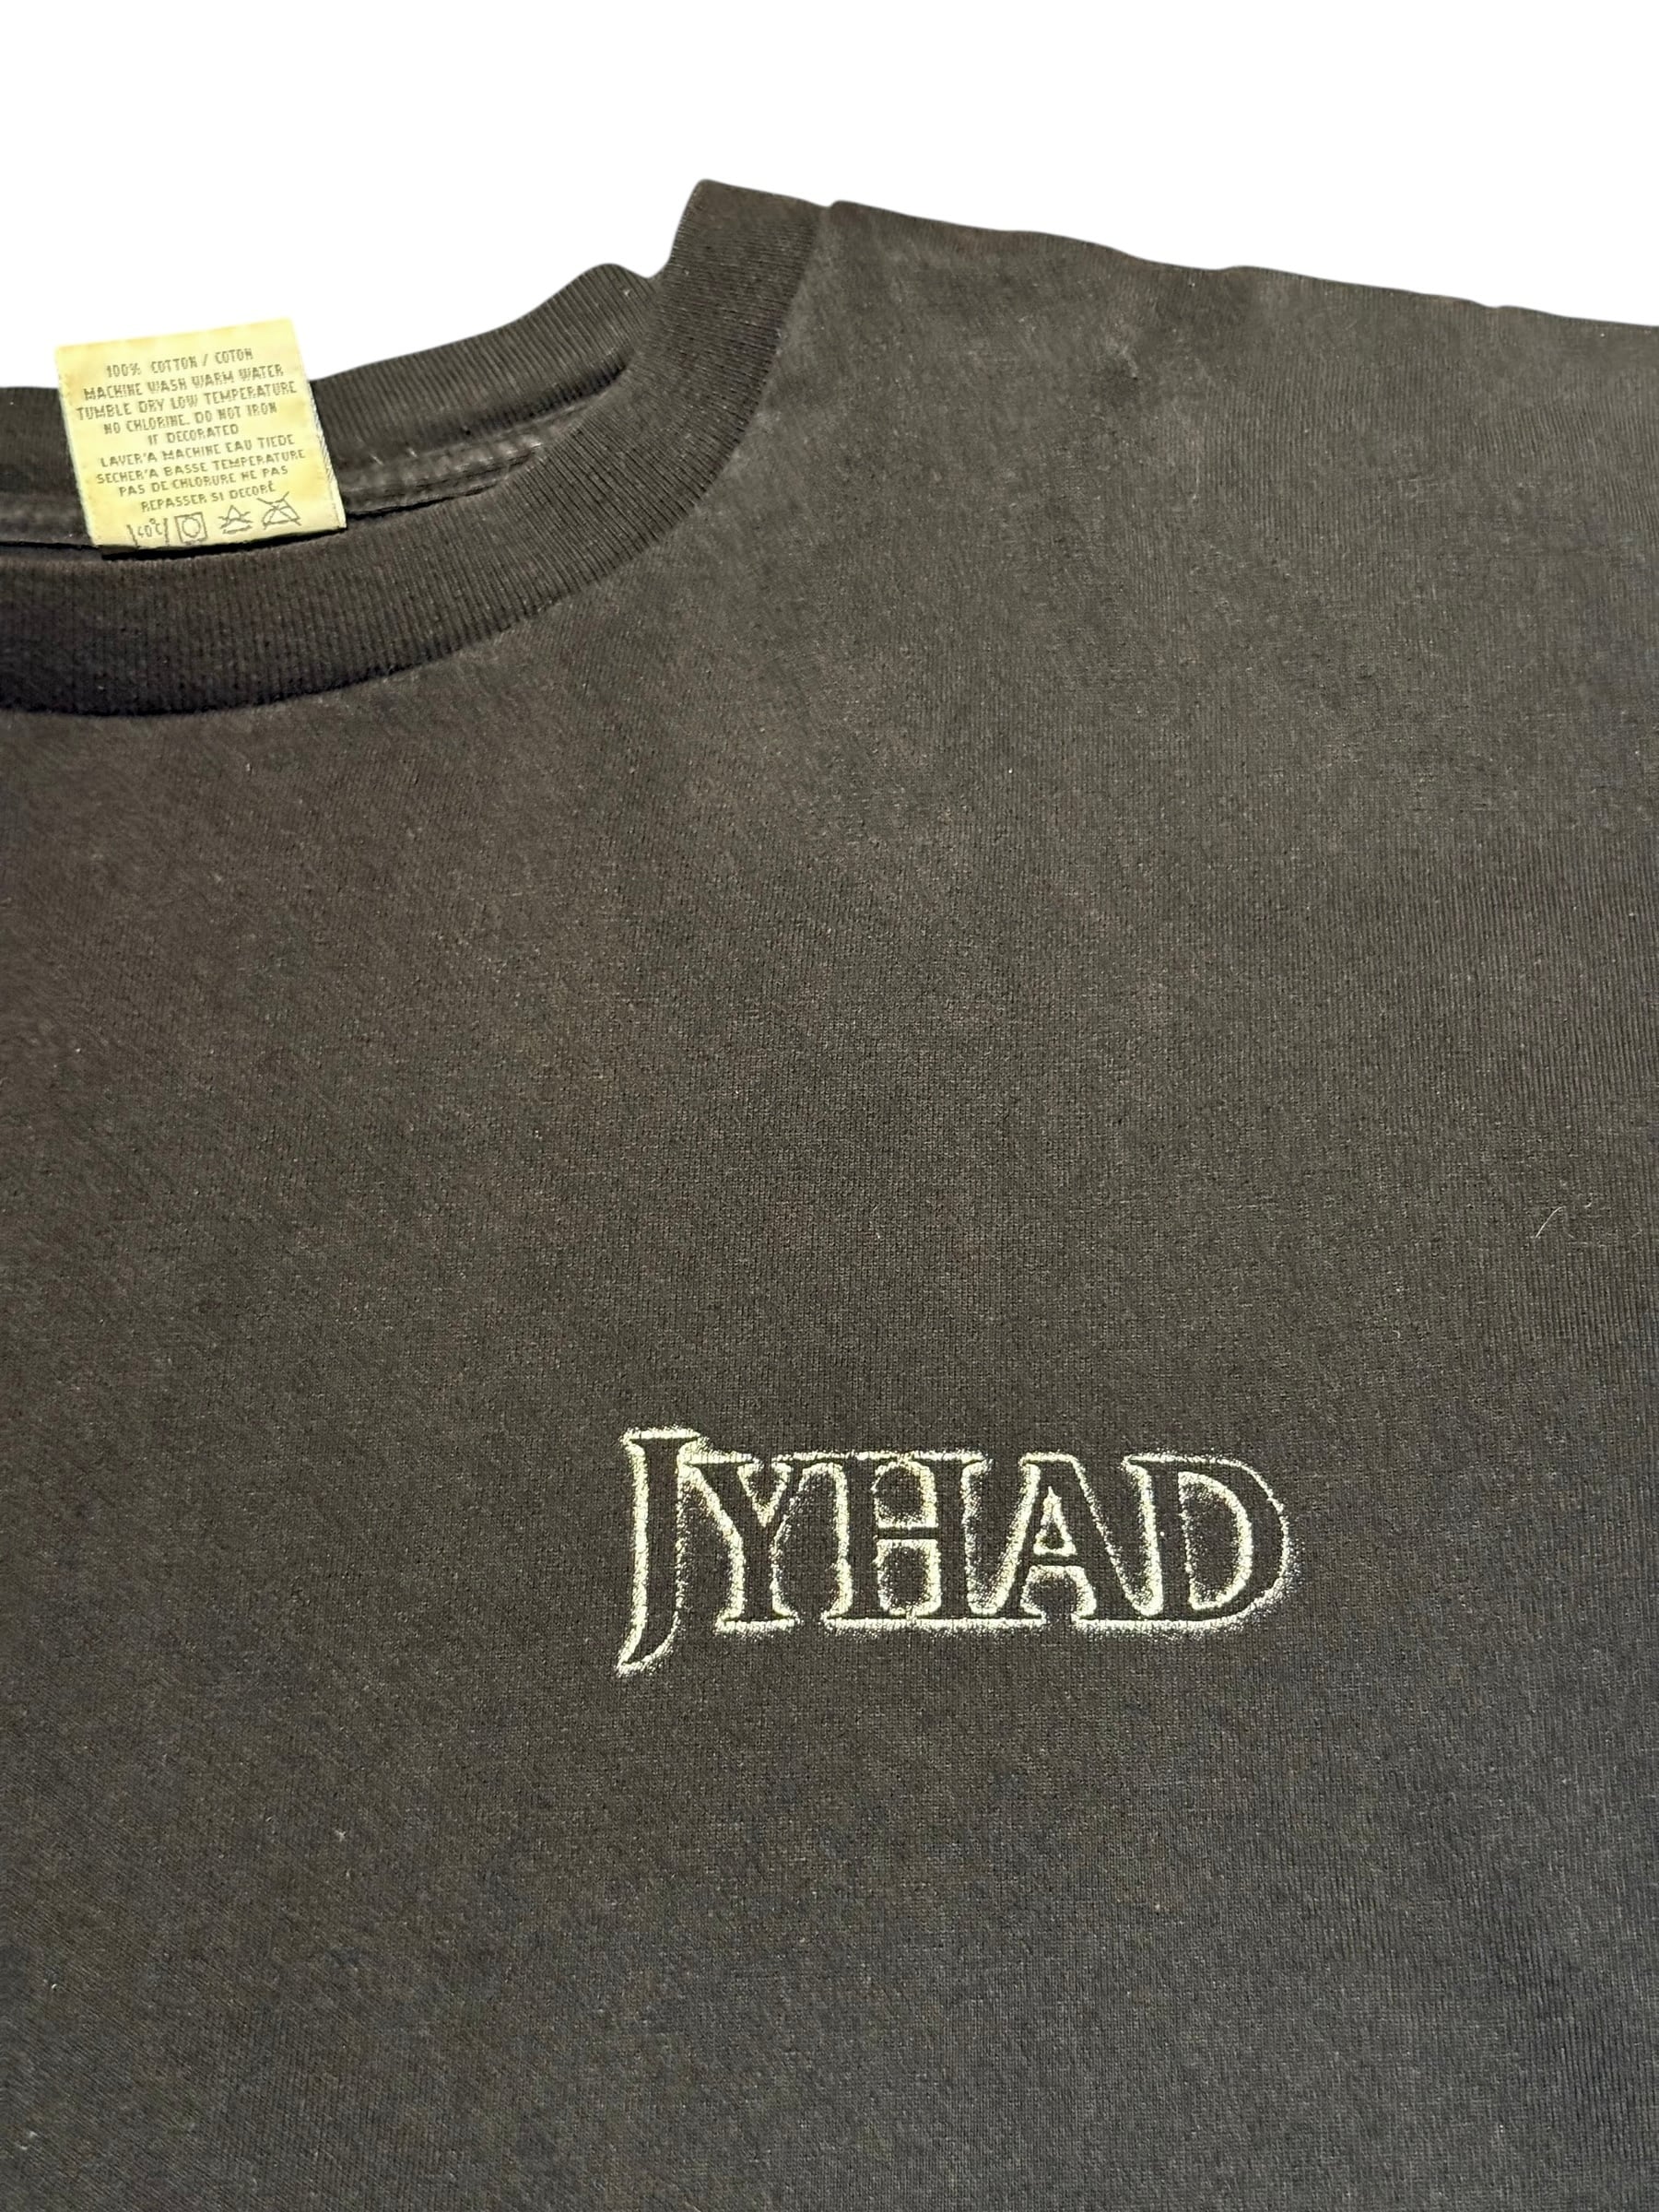 100% COTTON / COTON
MACHINE WASH WARM WATER
TUMBLE DRY LOW TEMPERATURE
NO CHLORINE. DO NOT IRON
IF DECORATED
LAVER'A MACHINE EAU TIEDE
SECHER'A BASSE TEMPERATURE
PAS DE CHLORURE NE PAS
REPASSER SI DECORÉ
40°C
JYHAD